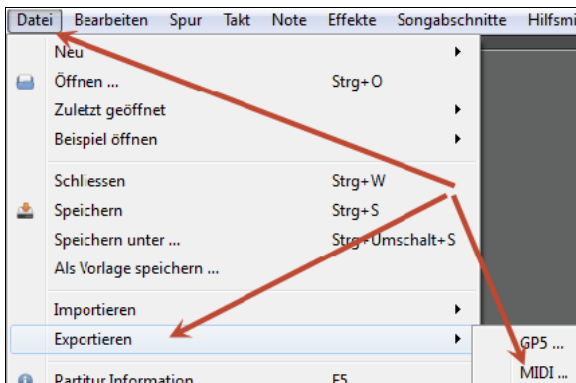 Datei Bearbeiten Spur Takt Note Effekte Songabschnitte
Neu
Öffnen ... Strg+O
Zuletzt geöffnet
Beispiel öffnen
Schliessen Strg+W
Speichern Strg+S
Speichern unter ... Strg+Umschalt+S
Als Vorlage speichern ...
Importieren
Exportieren
GP5 ...
MIDI ...
Partitur Information F5